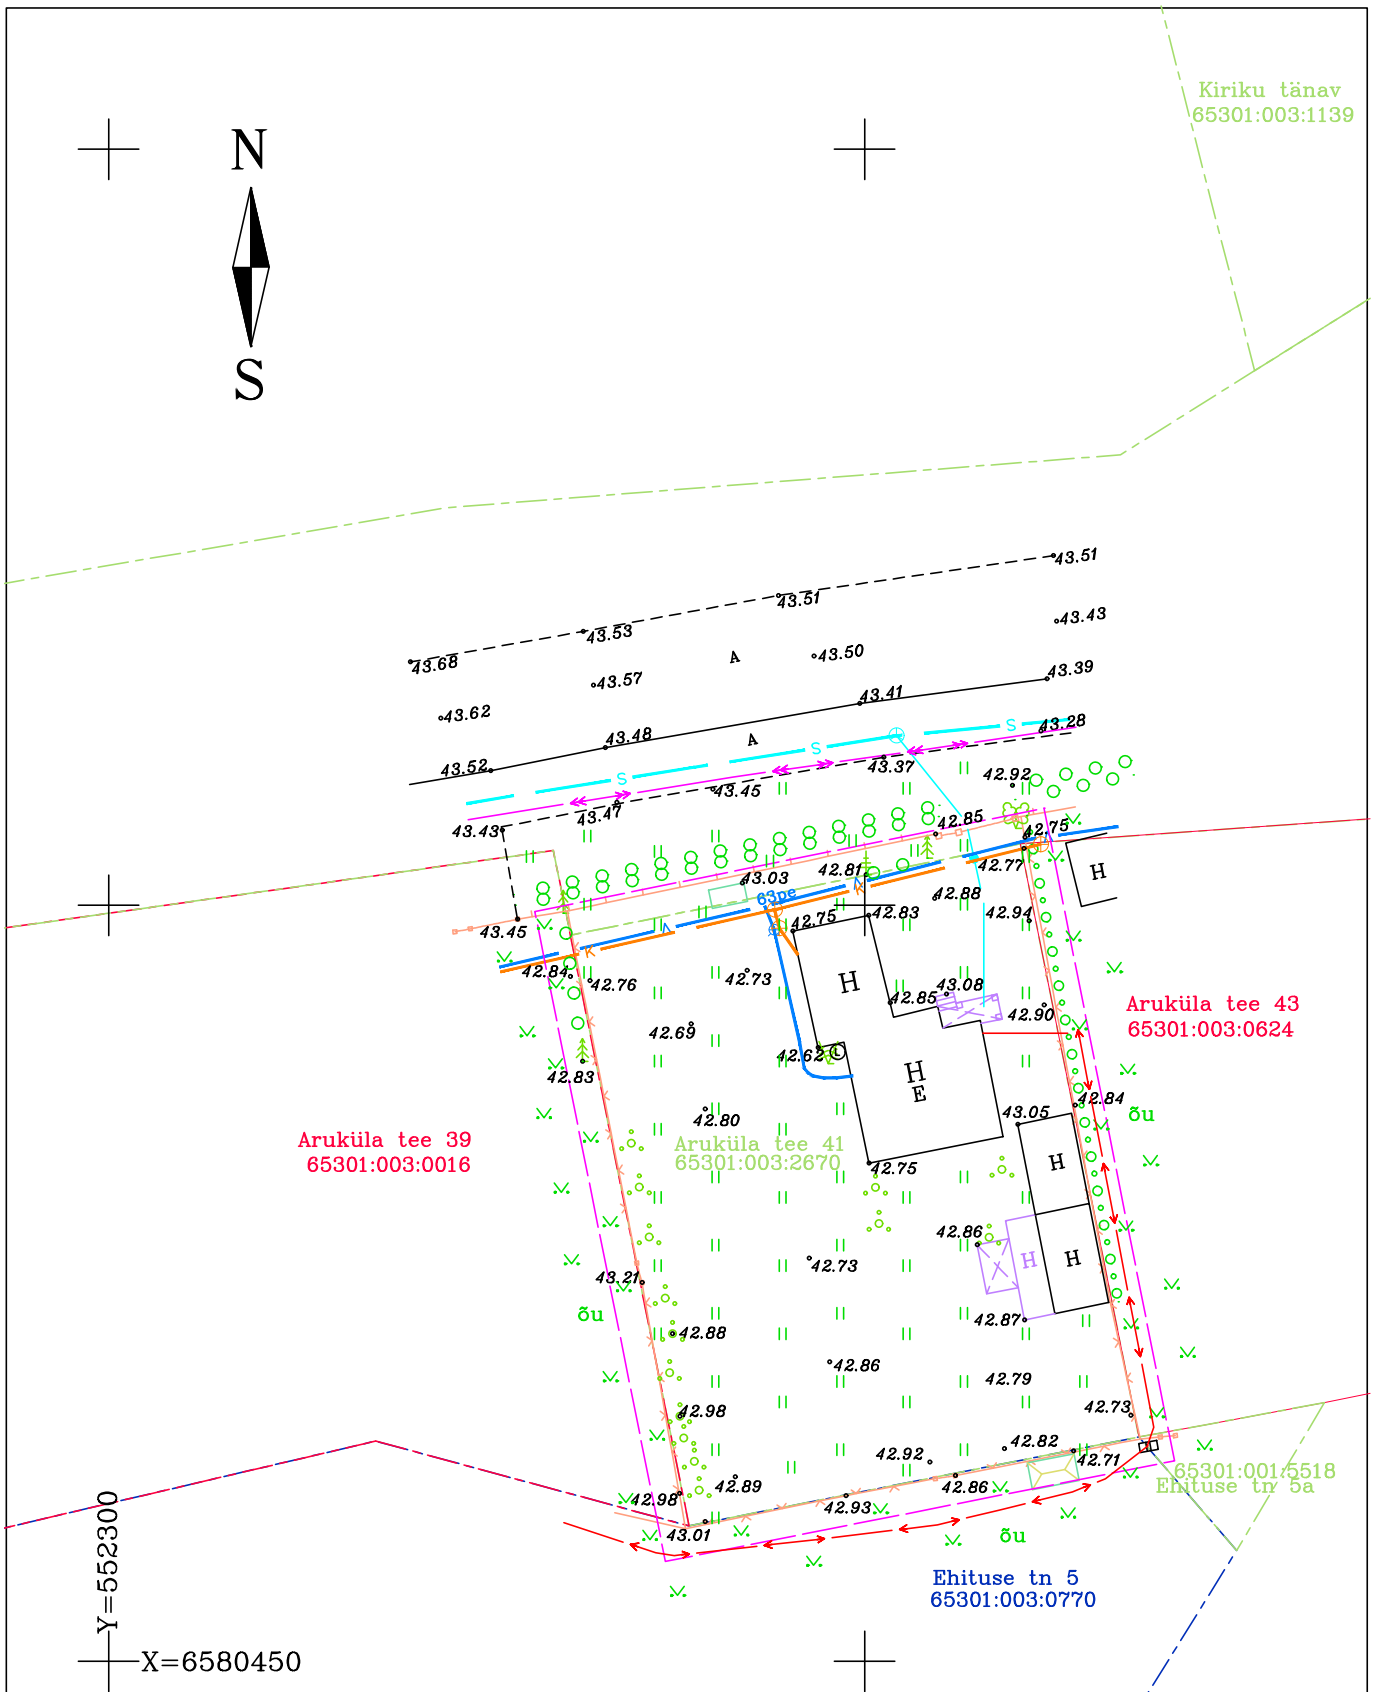 Kiriku tänav
65301:003:1139
N
S
43.51
43.51
43.53
43.43
43.68
A
43.50
43.57
43.39
43.62
43.41
43.48
A
43.28
S
S
43.52
43.37
42.92
S
43.45
43.47
42.85
42.75
43.43
42.77
42.81
H
43.03
63pe
V
K
42.88
42.83
42.94
42.75
43.45
V
K
42.84
42.76
42.73
H
43.08
42.85
42.90
Aruküla tee 43
65301:003:0624
42.69
42.62
L
42.83
H
E
42.84
42.80
43.05
õu
Aruküla tee 39
65301:003:0016
Aruküla tee 41
65301:003:2670
42.75
H
42.86
H
H
42.73
43.21
õu
42.87
42.88
42.86
42.79
42.98
42.73
42.82
42.92
42.71
42.89
42.86
65301:001:5518
Ehituse tn 5a
42.98
42.93
43.01
õu
Ehituse tn 5
65301:003:0770
Y=552300
X=6580450